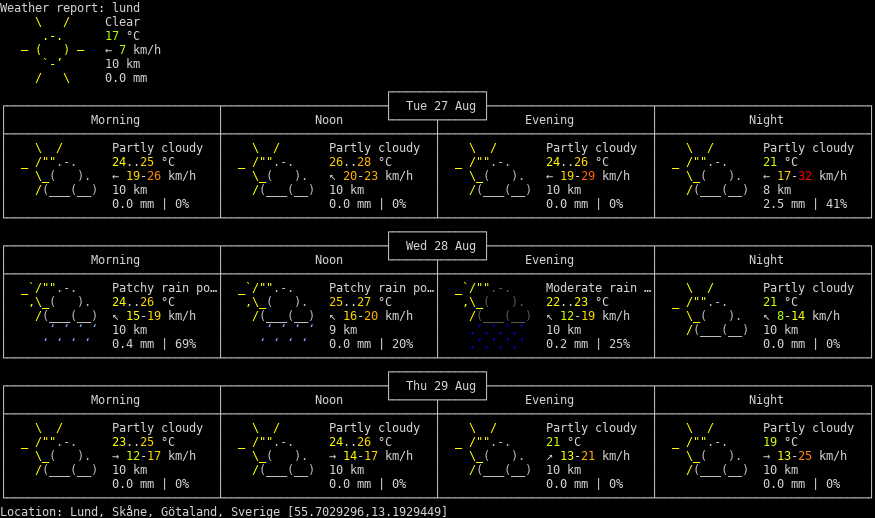 Weather report: lund
Clear
17 °C
← 7 km/h
10 km
0.0 mm
Tue 27 Aug
Morning Noon Evening Night
Partly cloudy Partly cloudy Partly cloudy Partly cloudy
24..25 °C 26..28 °C 24..26 °C 21 °C
← 19-26 km/h ↖ 20-23 km/h ← 19-29 km/h ← 17-32 km/h
10 km 10 km 10 km 8 km
0.0 mm | 0% 0.0 mm | 0% 0.0 mm | 0% 2.5 mm | 41%
Wed 28 Aug
Morning Noon Evening Night
Patchy rain po… Patchy rain po… Moderate rain … Partly cloudy
24..26 °C 25..27 °C 22..23 °C 21 °C
↖ 15-19 km/h ↖ 16-20 km/h ↖ 12-19 km/h ↖ 8-14 km/h
10 km 9 km 10 km 10 km
0.4 mm | 69% 0.0 mm | 20% 0.2 mm | 25% 0.0 mm | 0%
Thu 29 Aug
Morning Noon Evening Night
Partly cloudy Partly cloudy Partly cloudy Partly cloudy
23..25 °C 24..26 °C 21 °C 19 °C
→ 12-17 km/h → 14-17 km/h ↗ 13-21 km/h → 13-25 km/h
10 km 10 km 10 km 10 km
0.0 mm | 0% 0.0 mm | 0% 0.0 mm | 0% 0.0 mm | 0%
Location: Lund, Skåne, Götaland, Sverige [55.7029296,13.1929449]